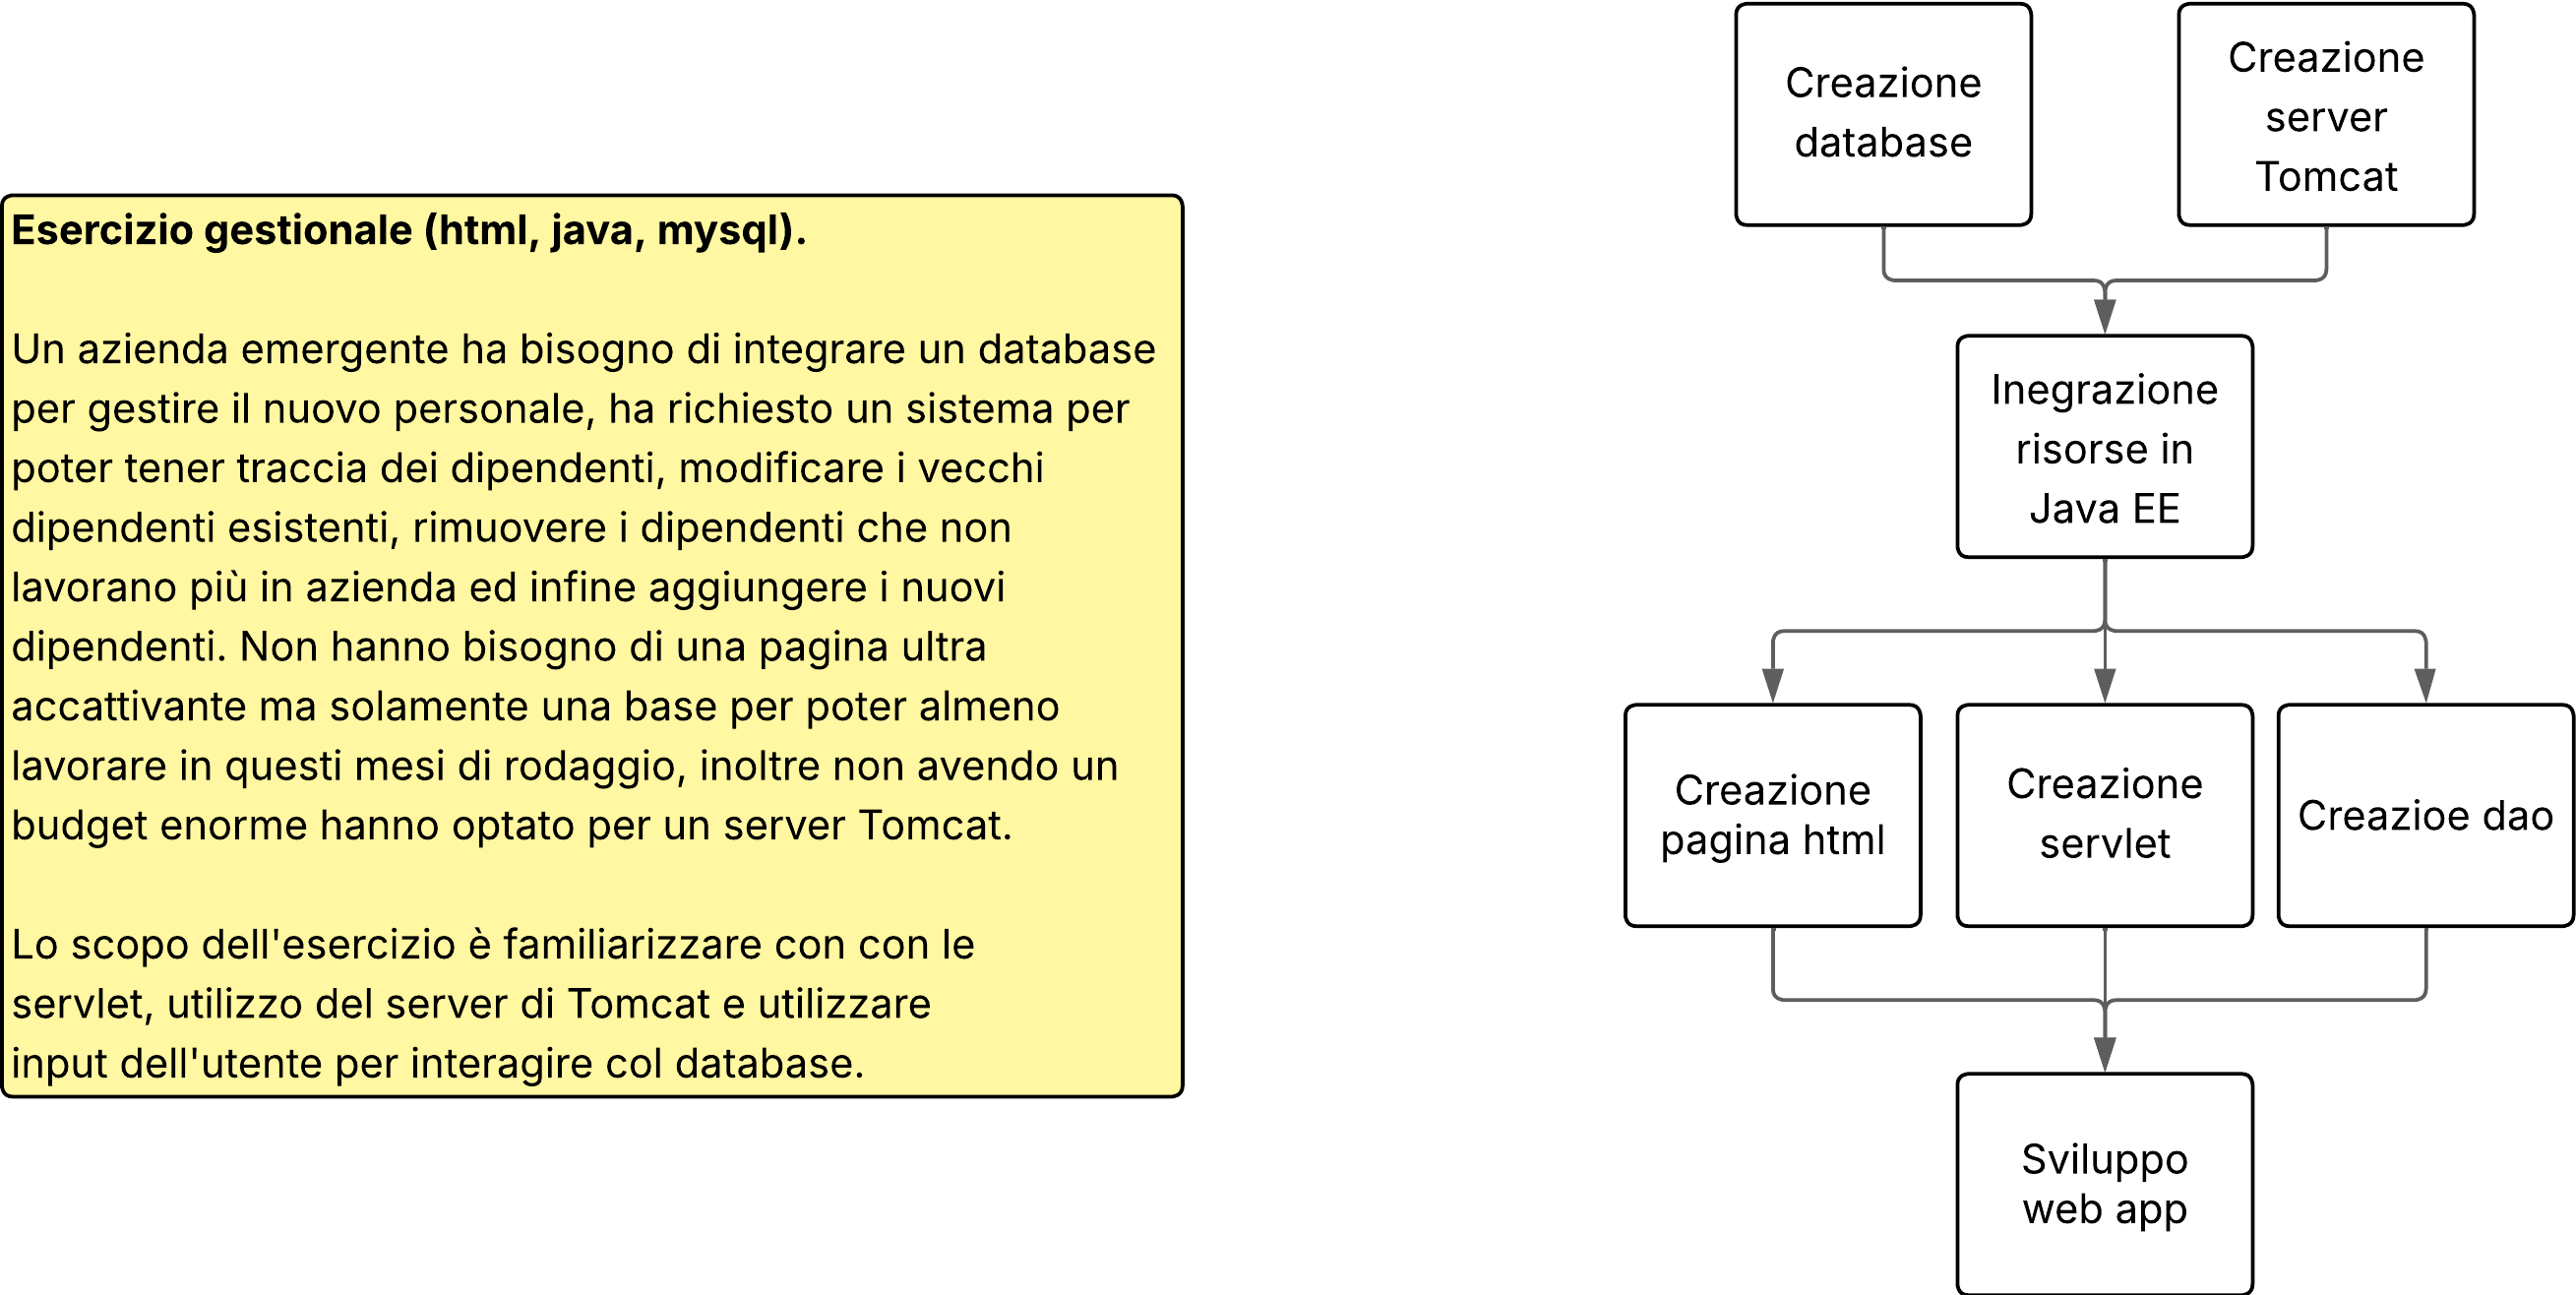 Esercizio gestionale (html, java, mysql).
Un azienda emergente ha bisogno di integrare un database
per gestire il nuovo personale, ha richiesto un sistema per
poter tener traccia dei dipendenti, modificare i vecchi
dipendenti esistenti, rimuovere i dipendenti che non
lavorano più in azienda ed infine aggiungere i nuovi
dipendenti. Non hanno bisogno di una pagina ultra
accattivante ma solamente una base per poter almeno
lavorare in questi mesi di rodaggio, inoltre non avendo un
budget enorme hanno optato per un server Tomcat.
Lo scopo dell'esercizio è familiarizzare con con le
servlet, utilizzo del server di Tomcat e utilizzare
input dell'utente per interagire col database.
Creazione
database
Creazione
server
Tomcat
Inegrazione
risorse in
Java EE
Creazione
pagina html
Creazione
servlet
Creazioe dao
Sviluppo
web app